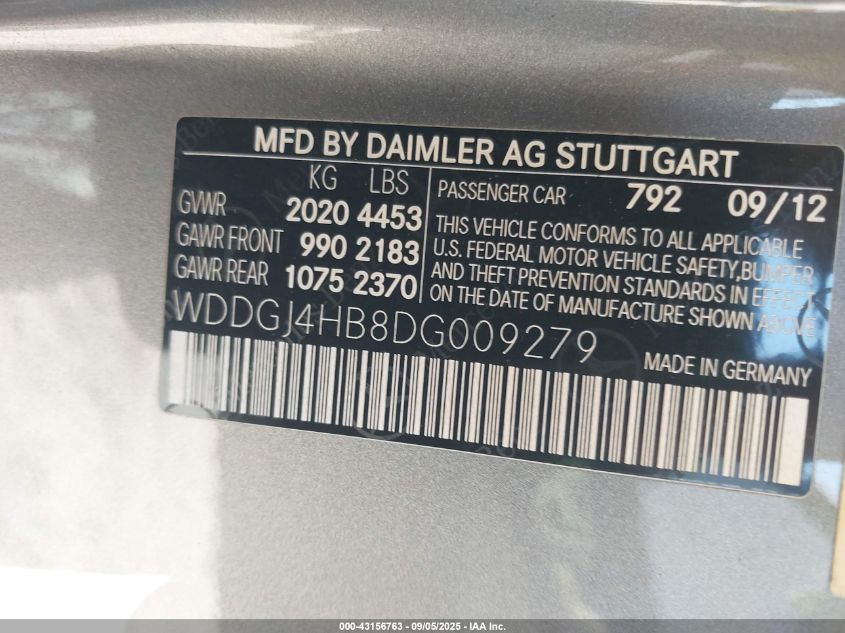 MFD BY DAIMLER AG STUTTGART
KG LBS
GVWR 2020 4453
GAWR FRONT 990 2183
GAWR REAR 1075 2370
PASSENGER CAR 792 09/12
THIS VEHICLE CONFORMS TO ALL APPLICABLE
U.S. FEDERAL MOTOR VEHICLE SAFETY,BUMPER
AND THEFT PREVENTION STANDARDS IN EFFECT
ON THE DATE OF MANUFACTURE SHOWN ABOVE
WDDGJ4HB8DG009279
MADE IN GERMANY
000-43156763 - 09/05/2025 - IAA Inc.